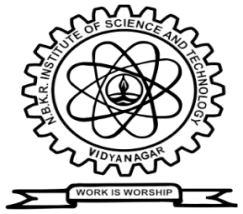 N.B.K.R. INSTITUTE OF SCIENCE AND TECHNOLOGY
VIDYANAGAR
WORK IS WORSHIP